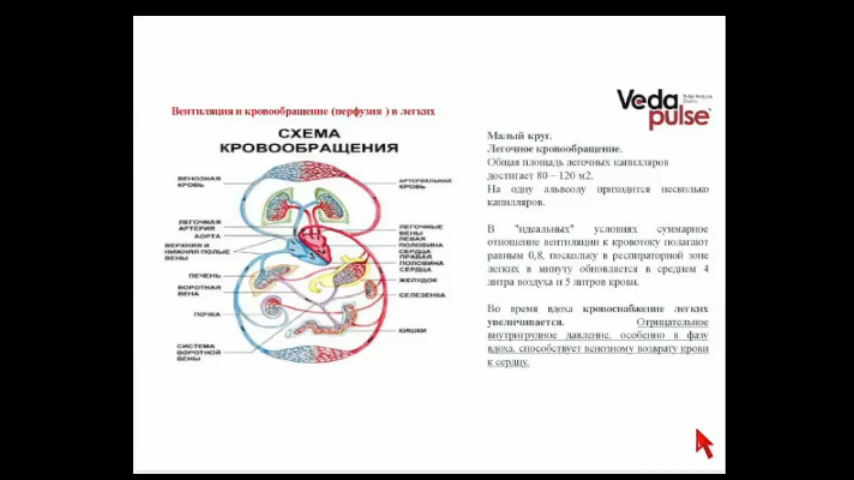 Veda
pulse
Вентиляция и кровообращение (перфузия ) в легких
СХЕМА
КРОВООБРАЩЕНИЯ
ВЕНОЗНАЯ
КРОВЬ
АРТЕРИАЛЬНАЯ
КРОВЬ
ЛЕГОЧНАЯ
АРТЕРИЯ
АОРТА
ВЕРХНЯЯ И
НИЖНЯЯ ПОЛЫЕ
ВЕНЫ
ПЕЧЕНЬ
ВОРОТНАЯ
ВЕНА
ПОЧКА
СИСТЕМА
ВОРОТНОЙ
ВЕНЫ
ЛЕГОЧНЫЕ
ВЕНЫ
ЛЕВАЯ
ПОЛОВИНА
СЕРДЦА
ПРАВАЯ
ПОЛОВИНА
СЕРДЦА
ЖЕЛУДОК
СЕЛЕЗЕНКА
КИШКИ
Малый круг.
Легочное кровообращение.
Общая площадь легочных капилляров
достигает 80 – 120 м2.
На одну альвеолу приходится несколько
капилляров.
В "идеальных" условиях суммарное
отношение вентиляции к кровотоку полагают
равным 0,8, поскольку в респираторной зоне
легких в минуту обновляется в среднем 4
литра воздуха и 5 литров крови.
Во время вдоха кровоснабжение легких
увеличивается. Отрицательное
внутригрудное давление, особенно в фазу
вдоха, способствует венозному возврату крови
к сердцу.